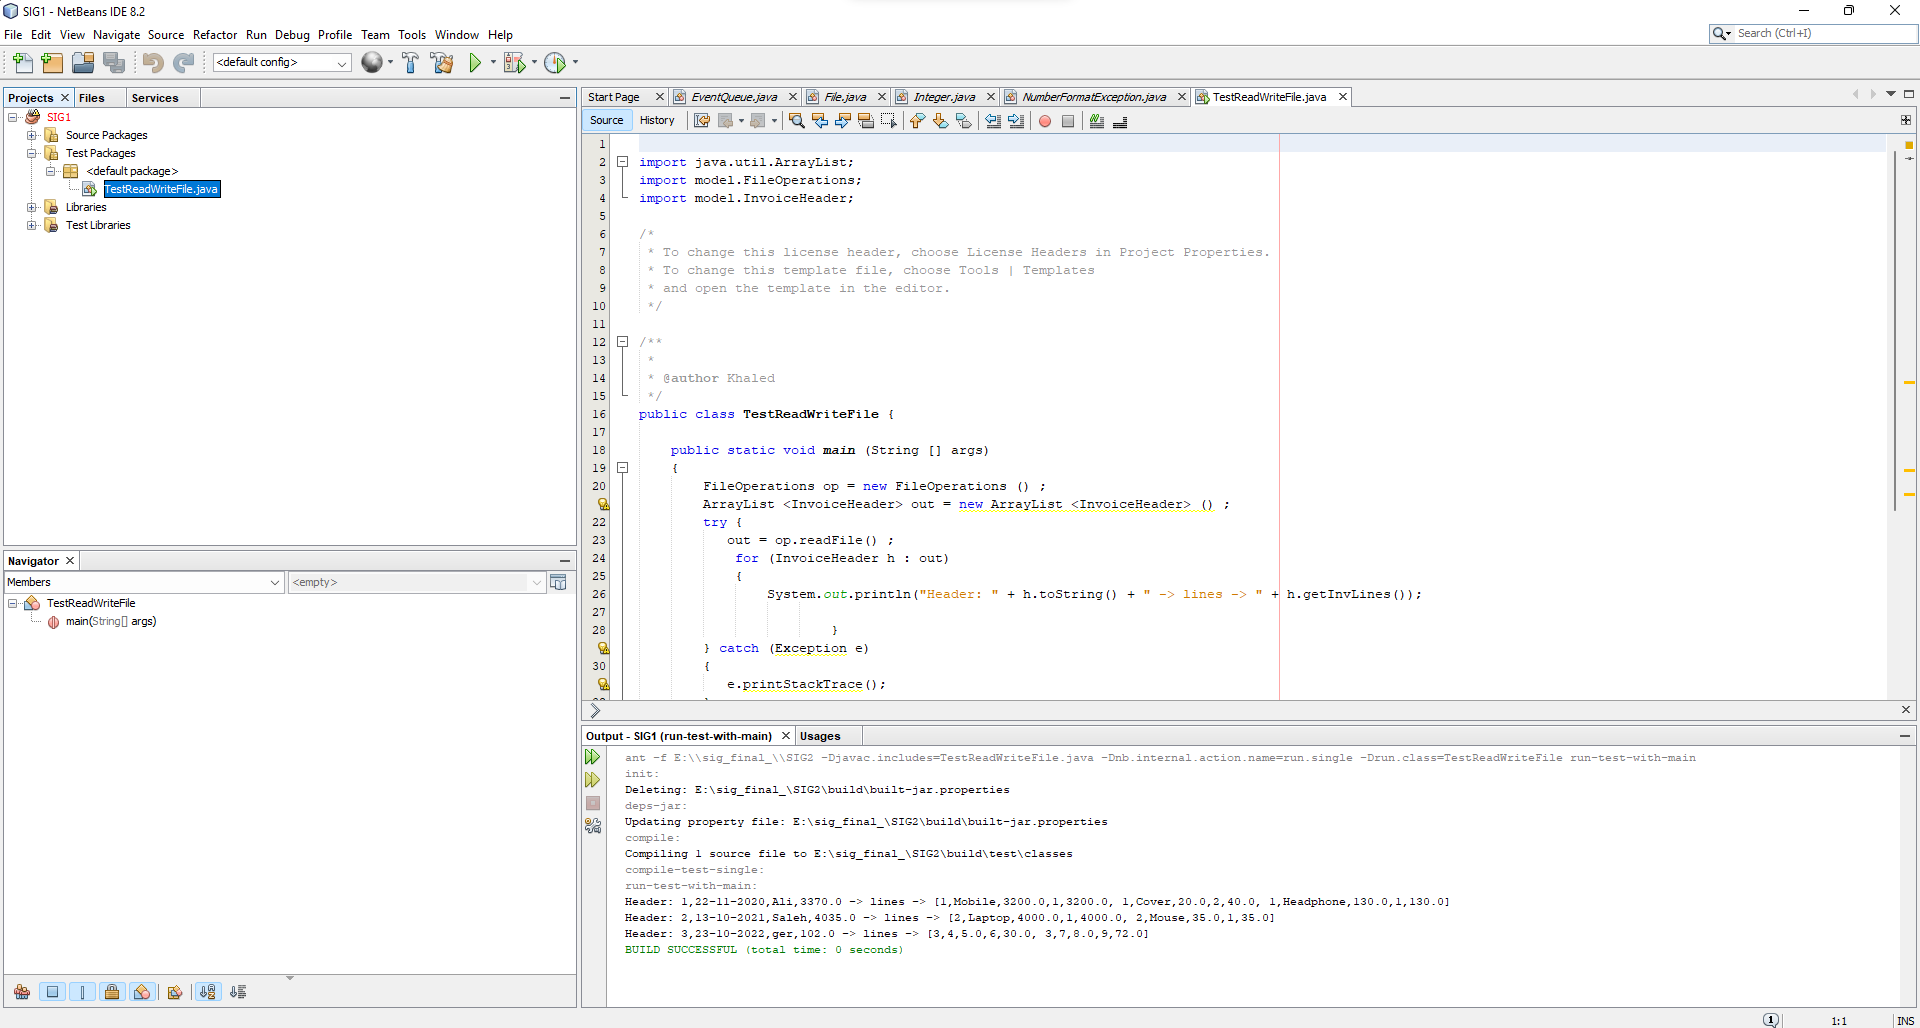 SIG1 - NetBeans IDE 8.2
File Edit View Navigate Source Refactor Run Debug Profile Team Tools Window Help
Search (Ctrl+I)
<default config>
Projects Files Services
SIG1
Source Packages
Test Packages
<default package>
TestReadWriteFile.java
Libraries
Test Libraries
Navigator
Members
<empty>
TestReadWriteFile
main(String[] args)
Start Page EventQueue.java File.java Integer.java NumberFormatException.java TestReadWriteFile.java
Source History
1
2 import java.util.ArrayList;
3 import model.FileOperations;
4 import model.InvoiceHeader;
5
6 /*
7 * To change this license header, choose License Headers in Project Properties.
8 * To change this template file, choose Tools | Templates
9 * and open the template in the editor.
10 */
11
12 /**
13 *
14 * @author Khaled
15 */
16 public class TestReadWriteFile {
17
18 public static void main (String [] args)
19 {
20 FileOperations op = new FileOperations () ;
ArrayList <InvoiceHeader> out = new ArrayList <InvoiceHeader> () ;
22 try {
23 out = op.readFile() ;
24 for (InvoiceHeader h : out)
25 {
26 System.out.println("Header: " + h.toString() + " -> lines -> " + h.getInvLines());
27
28 }
} catch (Exception e)
30 {
e.printStackTrace();
Output - SIG1 (run-test-with-main) Usages
ant -f E:\\sig_final_\\SIG2 -Djavac.includes=TestReadWriteFile.java -Dnb.internal.action.name=run.single -Drun.class=TestReadWriteFile run-test-with-main
init:
Deleting: E:\sig_final_\SIG2\build\built-jar.properties
deps-jar:
Updating property file: E:\sig_final_\SIG2\build\built-jar.properties
compile:
Compiling 1 source file to E:\sig_final_\SIG2\build\test\classes
compile-test-single:
run-test-with-main:
Header: 1,22-11-2020,Ali,3370.0 -> lines -> [1,Mobile,3200.0,1,3200.0, 1,Cover,20.0,2,40.0, 1,Headphone,130.0,1,130.0]
Header: 2,13-10-2021,Saleh,4035.0 -> lines -> [2,Laptop,4000.0,1,4000.0, 2,Mouse,35.0,1,35.0]
Header: 3,23-10-2022,ger,102.0 -> lines -> [3,4,5.0,6,30.0, 3,7,8.0,9,72.0]
BUILD SUCCESSFUL (total time: 0 seconds)
1:1 INS